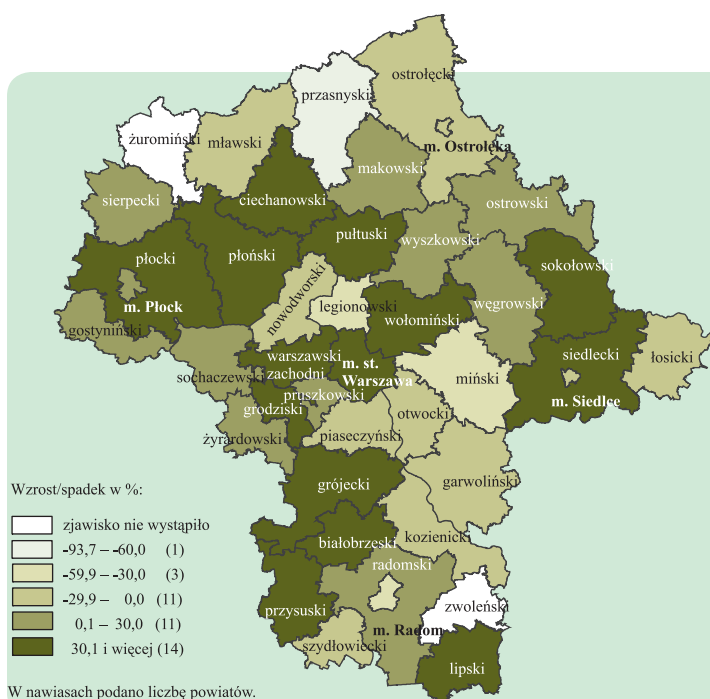 ostrołęcki
przasnyski
żuromiński
mławski
m. Ostrołęka
makowski
ciechanowski
sierpecki
ostrowski
pułtuski
wyszkowski
płocki
płoński
sokołowski
nowodworski
węgrowski
m. Płock
legionowski
wołomiński
gostyniński
warszawski
zachodni
m. st.
Warszawa
siedlecki
łosicki
sochaczewski
miński
pruszkowski
m. Siedlce
grodziski
otwocki
żyrardowski
piaseczyński
garwoliński
Wzrost/spadek w %:
grójecki
zjawisko nie wystąpiło
kozienicki
białobrzeski
-93,7 – -60,0 (1)
radomski
-59,9 – -30,0 (3)
-29,9 – 0,0 (11)
zwoleński
przysuski
0,1 – 30,0 (11)
m. Radom
szydłowiecki
30,1 i więcej (14)
lipski
W nawiasach podano liczbę powiatów.